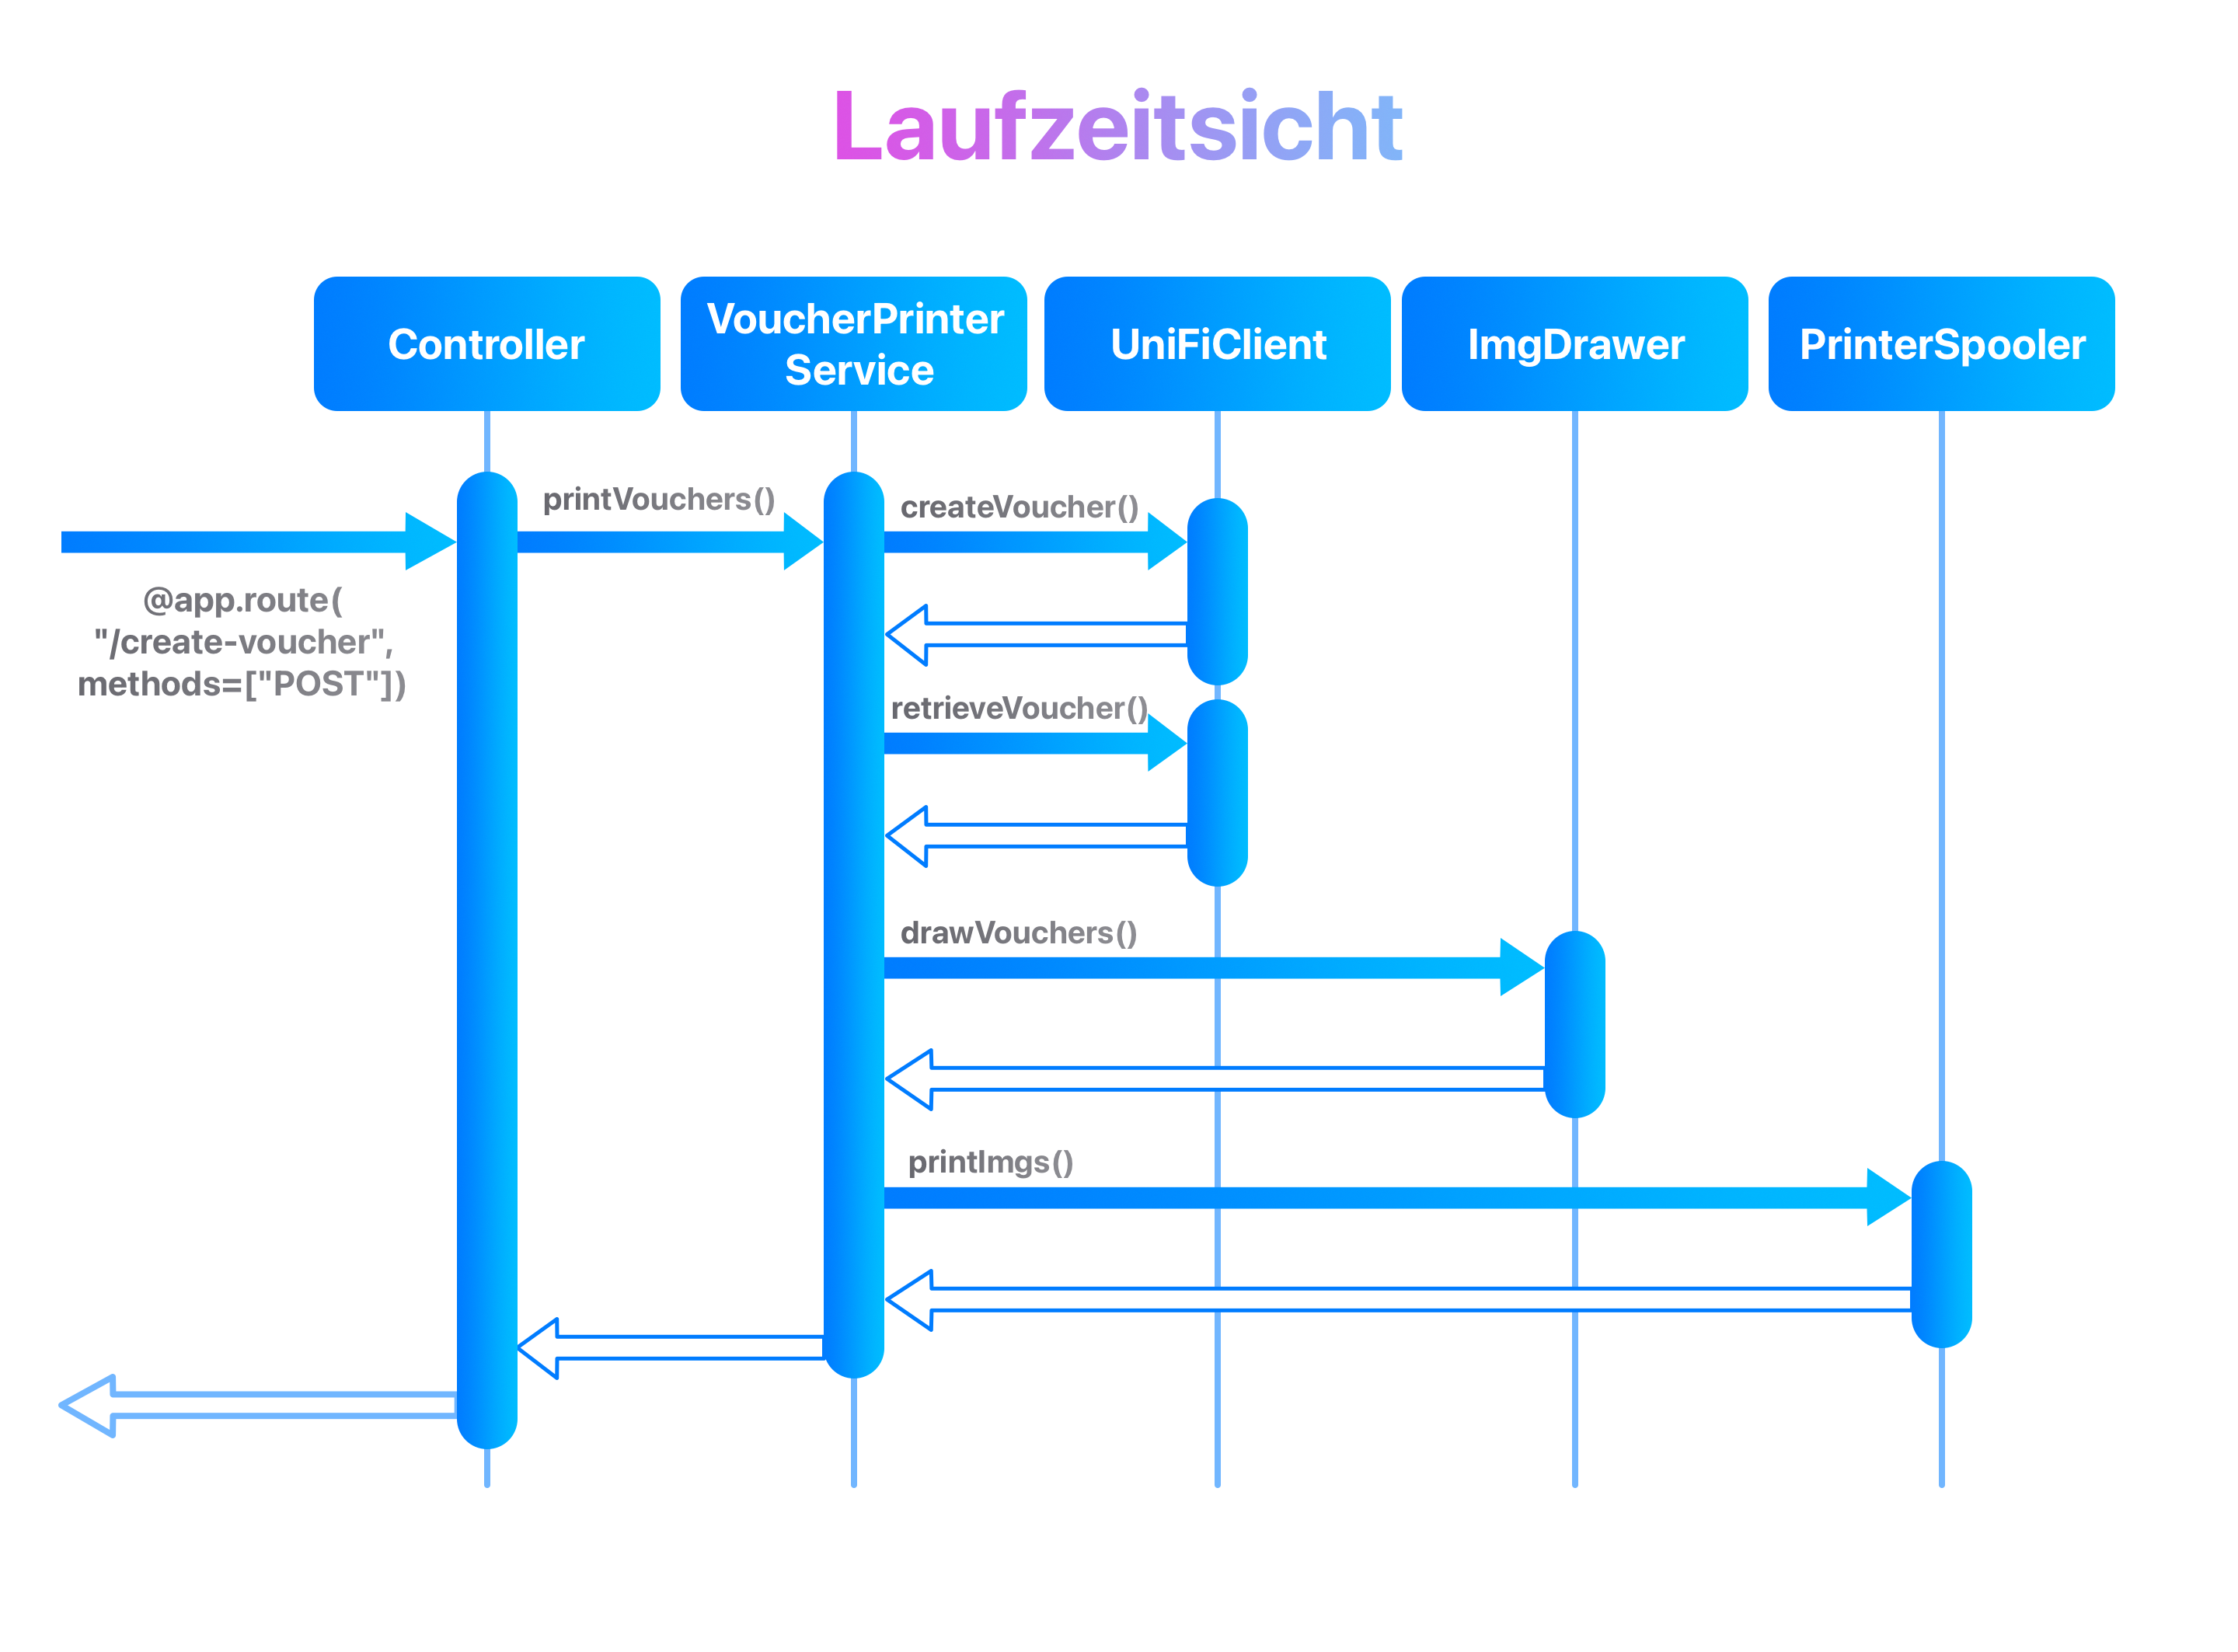 Laufzeitsicht
Controller
VoucherPrinter
Service
UniFiClient
ImgDrawer
PrinterSpooler
printVouchers()
createVoucher()
@app.route(
"/create-voucher",
methods=["POST"])
retrieveVoucher()
drawVouchers()
printImgs()